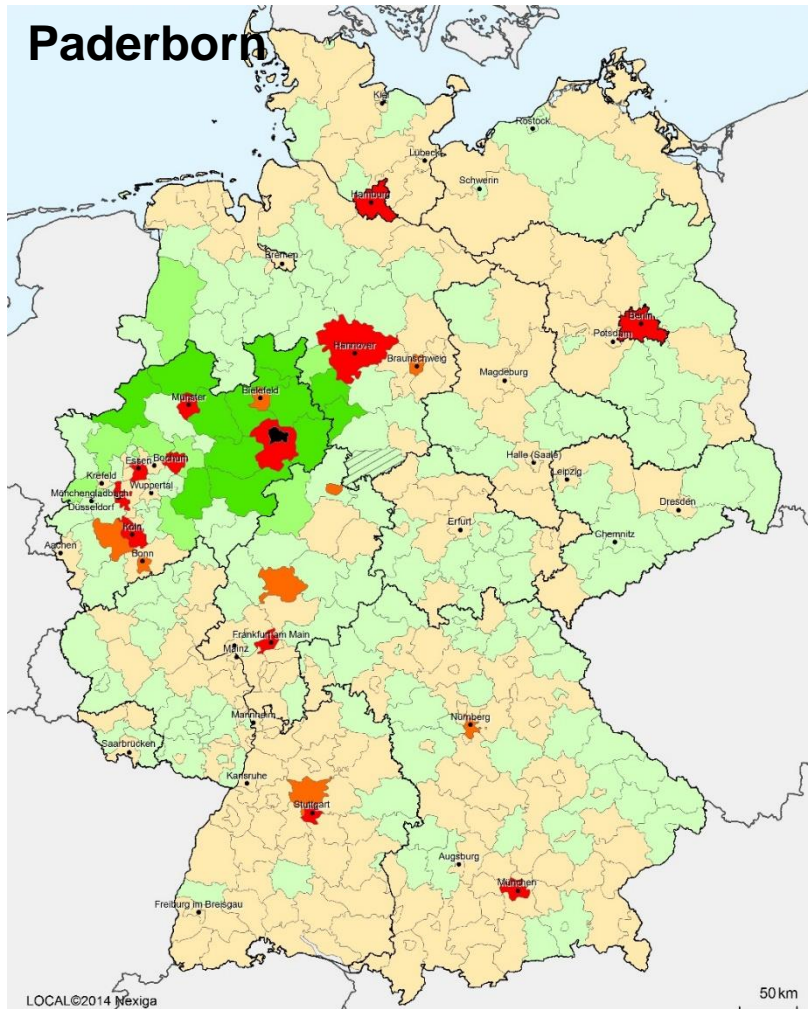 Paderborn
Kiel
Rostock
Lübeck
Schwerin
Hamburg
Bremen
Berlin
Potsdam
Hannover
Braunschweig
Magdeburg
Bielefeld
Münster
Essen
Bochum
Halle (Saale)
Krefeld
Leipzig
Wuppertal
Mönchengladbach
Düsseldorf
Dresden
Köln
Erfurt
Aachen
Chemnitz
Bonn
Frankfurt am Main
Mainz
Mannheim
Nürnberg
Saarbrücken
Karlsruhe
Stuttgart
Augsburg
München
Freiburg im Breisgau
50 km
LOCAL©2014 Nexiga